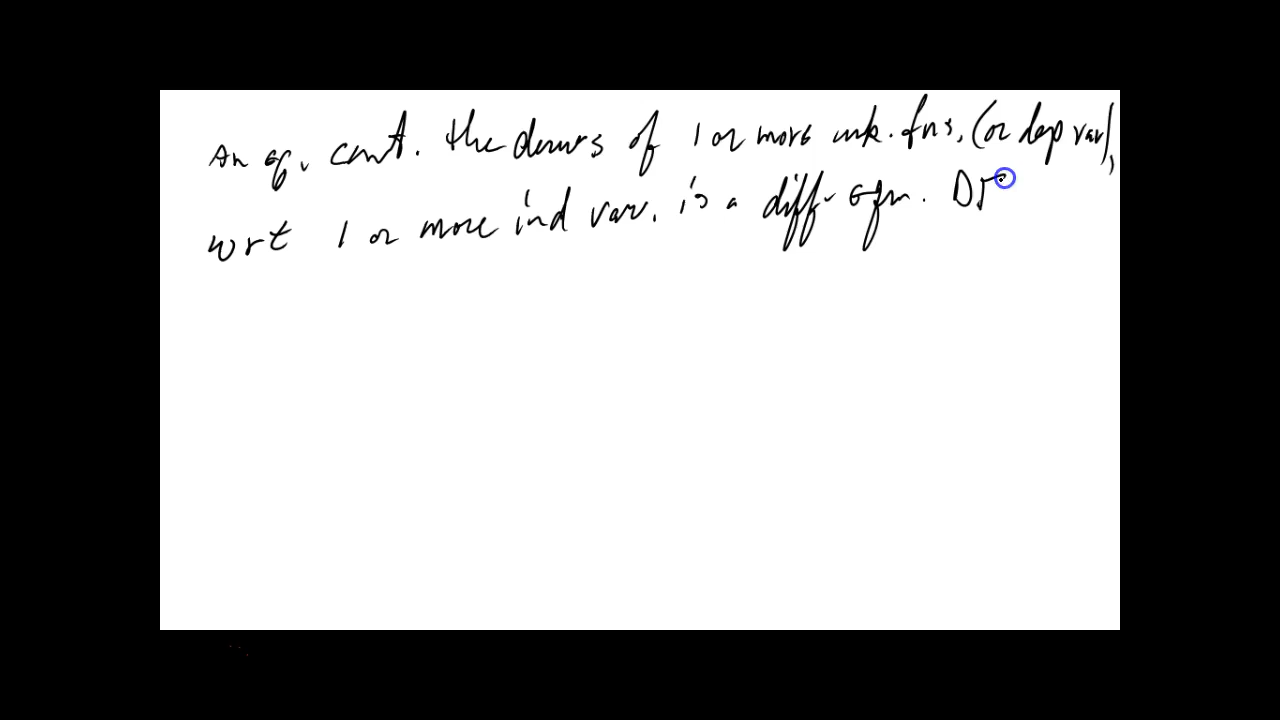 An eq. cont. the derivs of 1 or more unk. fns, (or dep var),
wrt 1 or more ind var. is a diff eqn. D